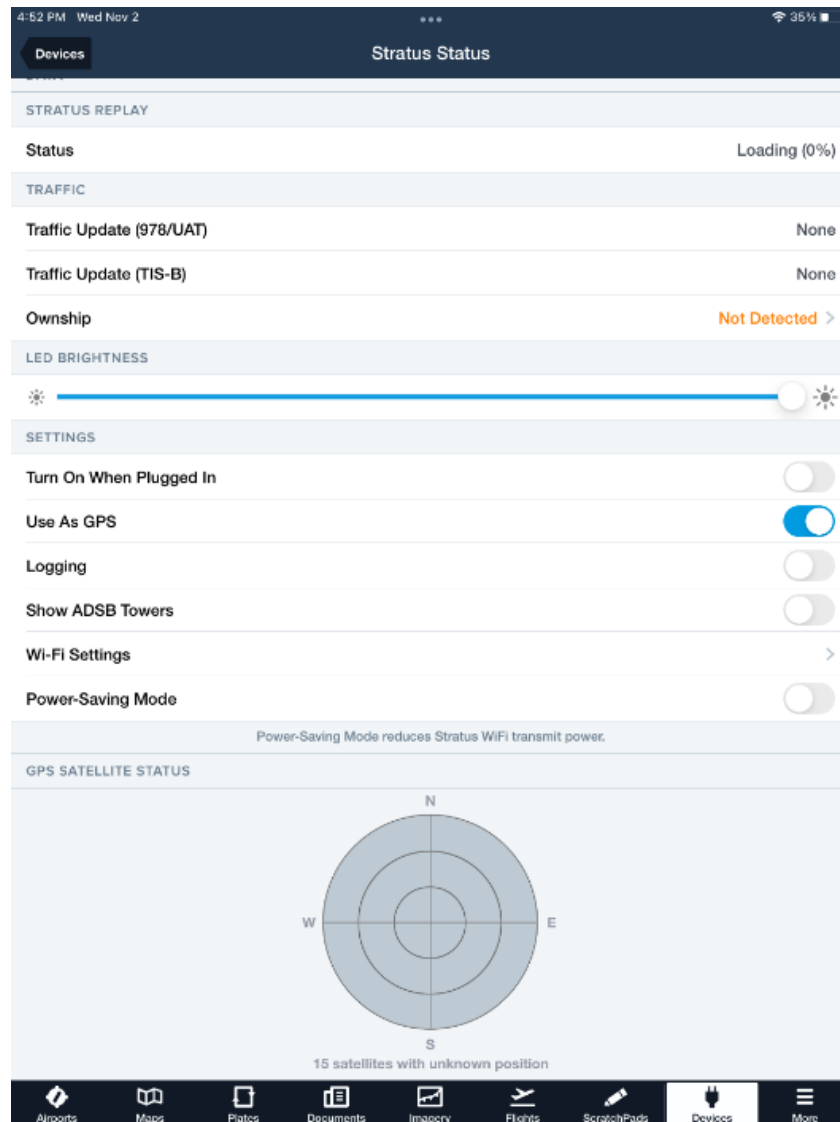 4:52 PM Wed Nov 2
35%
Devices
Stratus Status
STRATUS REPLAY
Status Loading (0%)
TRAFFIC
Traffic Update (978/UAT) None
Traffic Update (TIS-B) None
Ownship Not Detected
LED BRIGHTNESS
SETTINGS
Turn On When Plugged In
Use As GPS
Logging
Show ADSB Towers
Wi-Fi Settings
Power-Saving Mode
Power-Saving Mode reduces Stratus WiFi transmit power.
GPS SATELLITE STATUS
N
W E
S
15 satellites with unknown position
Airports Maps Plates Documents Imagery Flights ScratchPads Devices More